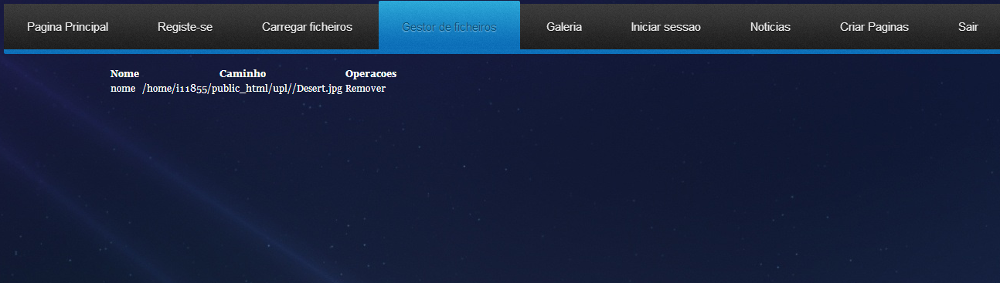 Pagina Principal Registe-se Carregar ficheiros Gestor de ficheiros Galeria Iniciar sessao Noticias Criar Paginas Sair
Nome Caminho Operacoes
nome /home/i11855/public_html/upl//Desert.jpg Remover